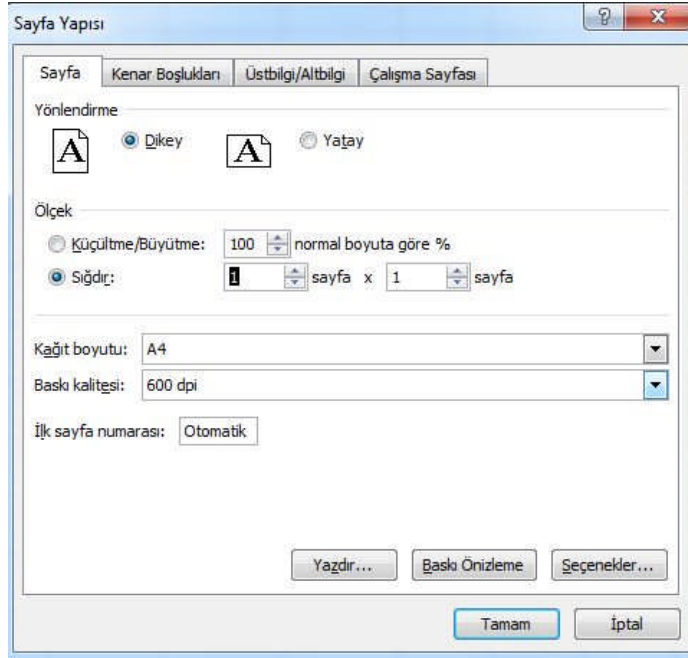 Sayfa Yapısı
Sayfa Kenar Boşlukları Üstbilgi/Altbilgi Çalışma Sayfası
Yönlendirme
A Dikey A Yatay
Ölçek
Küçültme/Büyütme: 100 normal boyuta göre %
Sığdır: 1 sayfa x 1 sayfa
Kağıt boyutu: A4
Baskı kalitesi: 600 dpi
İlk sayfa numarası: Otomatik
Yazdır... Baskı Önizleme Seçenekler...
Tamam İptal